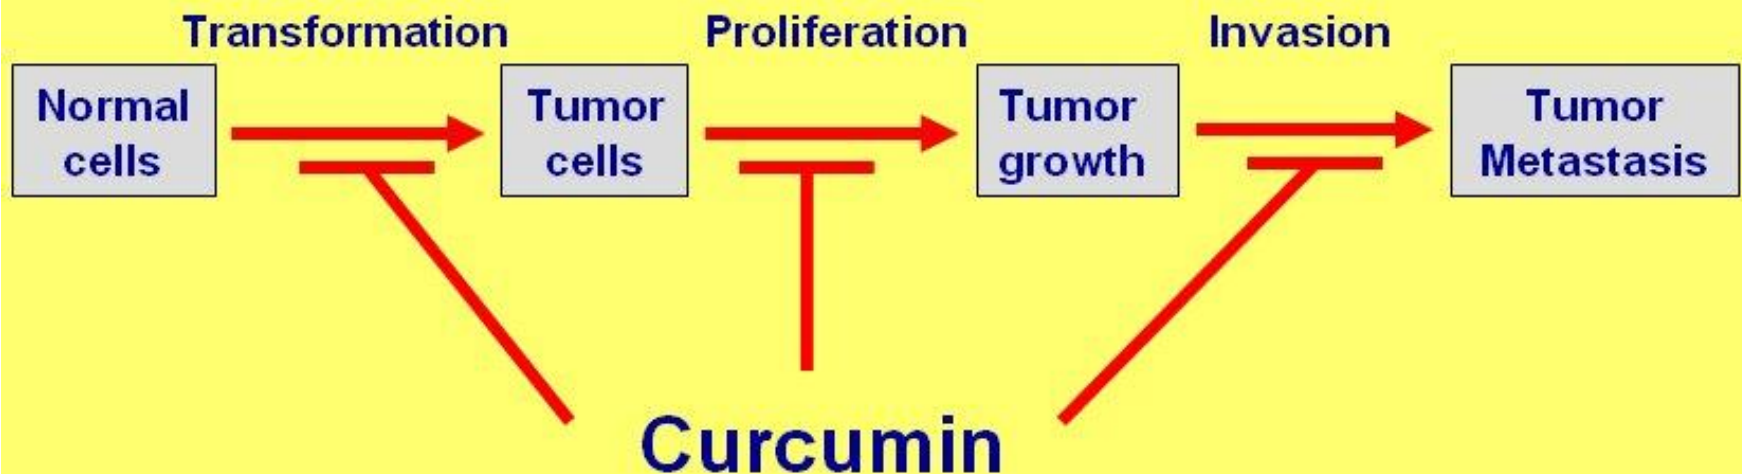 Transformation
Proliferation
Invasion
Normal
cells
Tumor
cells
Tumor
growth
Tumor
Metastasis
Curcumin